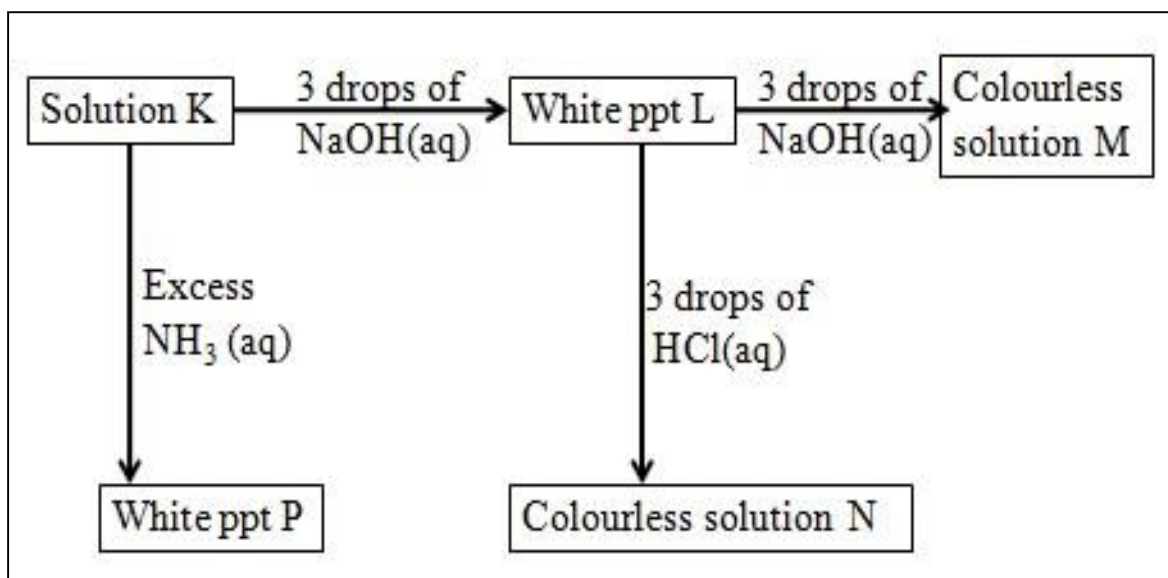 Solution K
3 drops of
NaOH(aq)
White ppt L
3 drops of
NaOH(aq)
Colourless
solution M
Excess
NH₃ (aq)
3 drops of
HCl(aq)
White ppt P
Colourless solution N